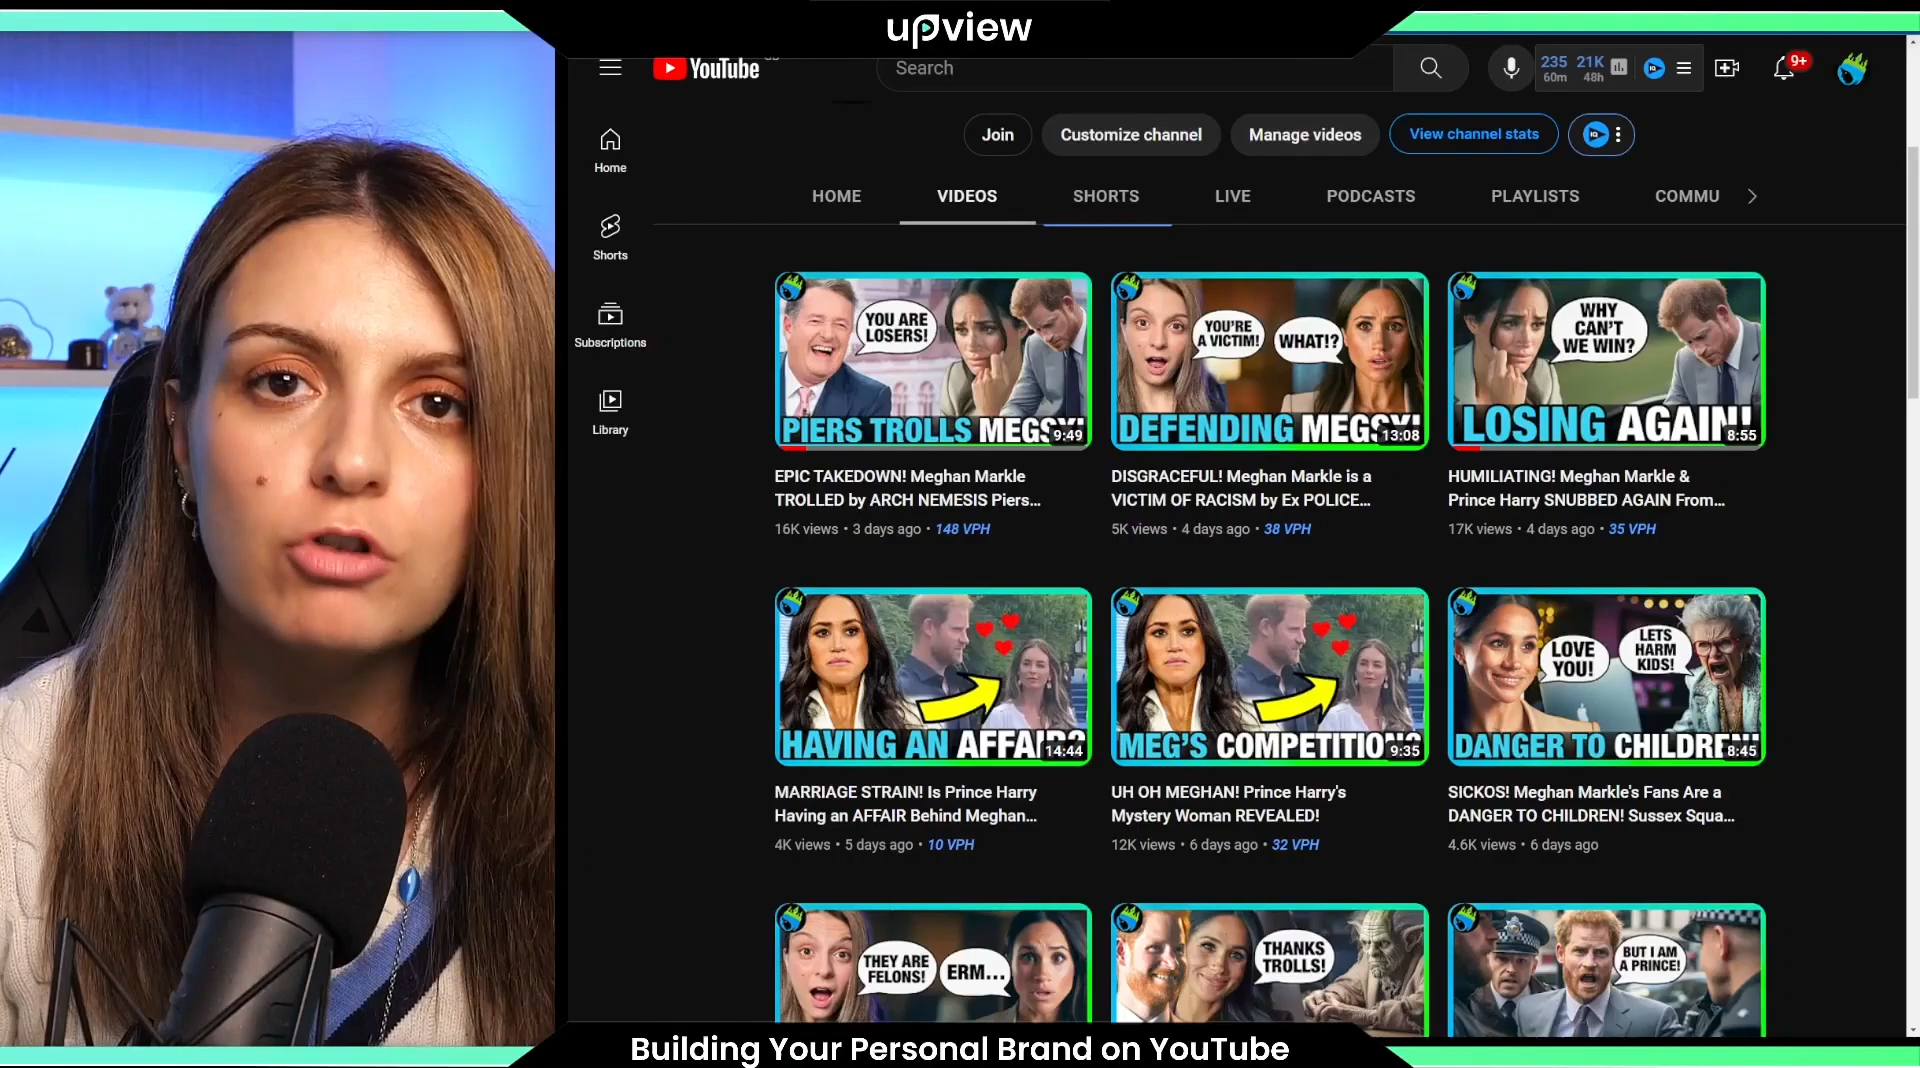 upview
YouTube
Search
235 21K
60m 48h
9+
Join
Customize channel
Manage videos
View channel stats
IQ
HOME
VIDEOS
SHORTS
LIVE
PODCASTS
PLAYLISTS
COMMU
Home
Shorts
Subscriptions
Library
YOU ARE
LOSERS!
PIERS TROLLS MEGSY!
9:49
EPIC TAKEDOWN! Meghan Markle
TROLLED by ARCH NEMESIS Piers...
16K views • 3 days ago • 148 VPH
YOU'RE
A VICTIM!
WHAT!?
DEFENDING MEGSY!
13:08
DISGRACEFUL! Meghan Markle is a
VICTIM OF RACISM by Ex POLICE...
5K views • 4 days ago • 38 VPH
WHY
CAN'T
WE WIN?
LOSING AGAIN!
8:55
HUMILIATING! Meghan Markle &
Prince Harry SNUBBED AGAIN From...
17K views • 4 days ago • 35 VPH
HAVING AN AFFAIR?
14:44
MARRIAGE STRAIN! Is Prince Harry
Having an AFFAIR Behind Meghan...
4K views • 5 days ago • 10 VPH
MEG'S COMPETITION?
9:35
UH OH MEGHAN! Prince Harry's
Mystery Woman REVEALED!
12K views • 6 days ago • 32 VPH
LOVE
YOU!
LETS
HARM
KIDS!
DANGER TO CHILDREN!
8:45
SICKOS! Meghan Markle's Fans Are a
DANGER TO CHILDREN! Sussex Squa...
4.6K views • 6 days ago
THEY ARE
FELONS!
ERM...
THANKS
TROLLS!
BUT I AM
A PRINCE!
Building Your Personal Brand on YouTube